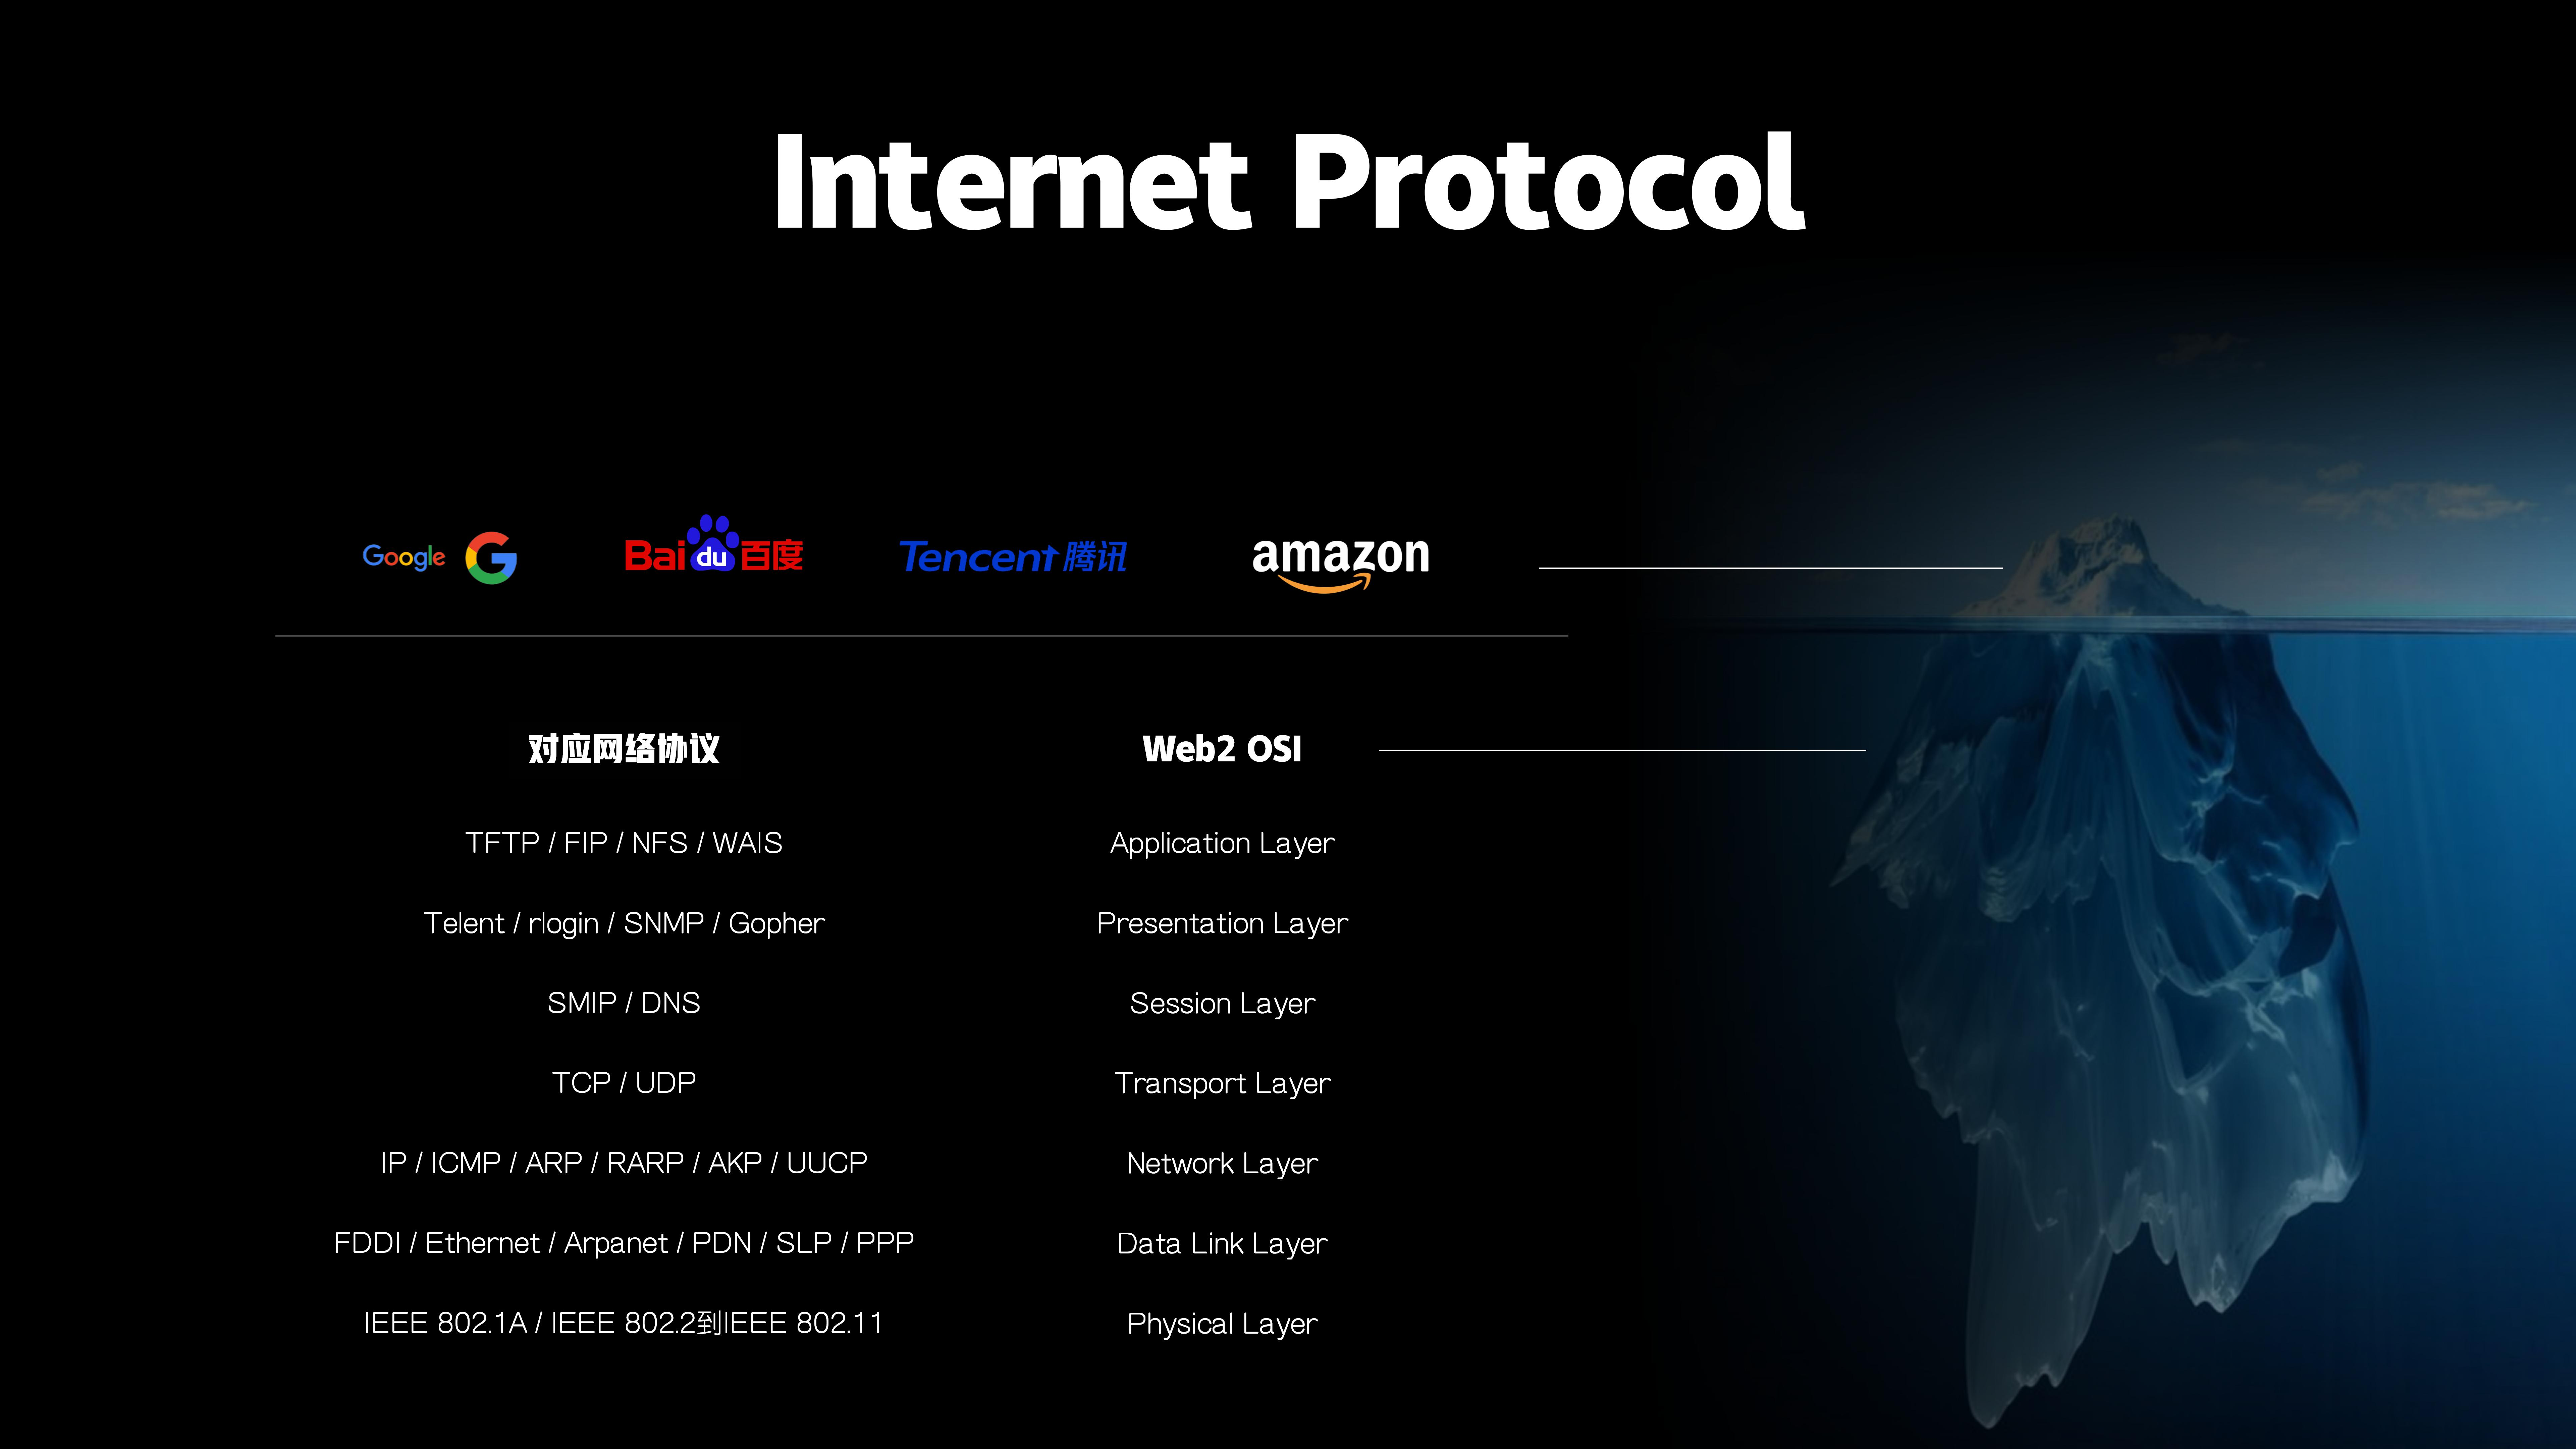 Internet Protocol
Google G Bai du 百度 Tencent 腾讯 amazon
对应网络协议 Web2 OSI
TFTP / FIP / NFS / WAIS Application Layer
Telent / rlogin / SNMP / Gopher Presentation Layer
SMIP / DNS Session Layer
TCP / UDP Transport Layer
IP / ICMP / ARP / RARP / AKP / UUCP Network Layer
FDDI / Ethernet / Arpanet / PDN / SLP / PPP Data Link Layer
IEEE 802.1A / IEEE 802.2到IEEE 802.11 Physical Layer